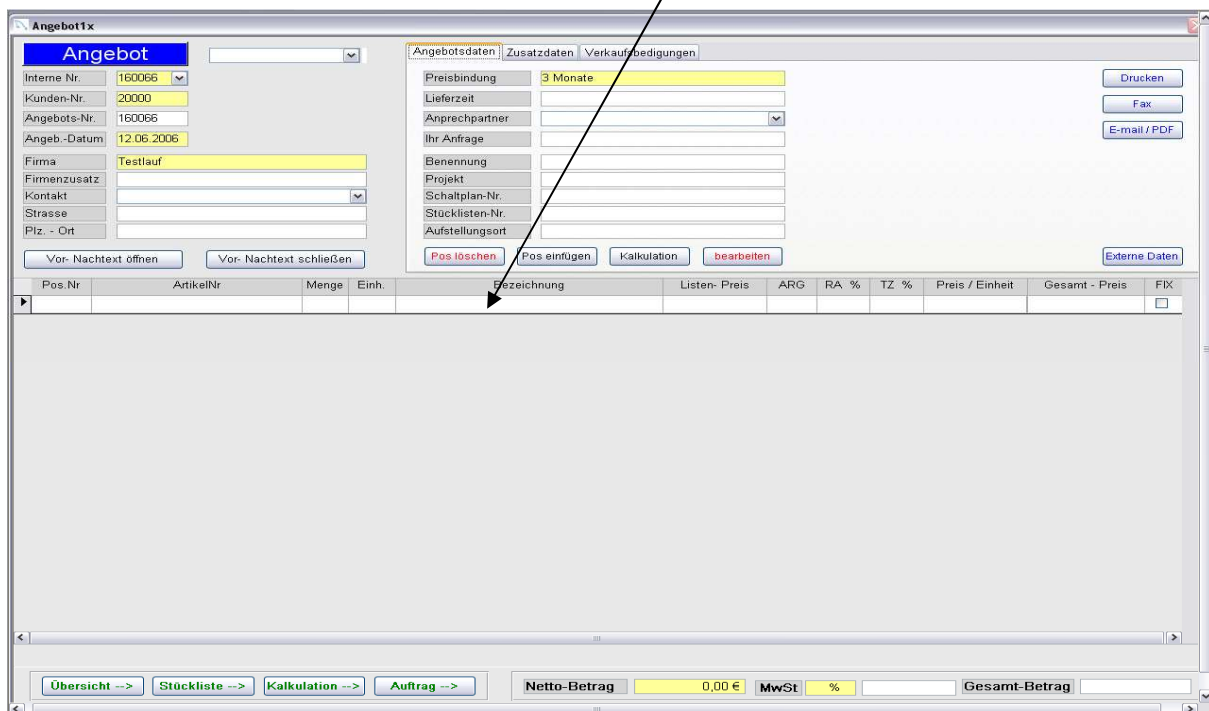 Angebot1x
Angebot
Interne Nr. 160066
Kunden-Nr. 20000
Angebots-Nr. 160066
Angeb.-Datum 12.06.2006
Firma Testlauf
Firmenzusatz
Kontakt
Strasse
Plz. - Ort
Vor- Nachtext öffnen Vor- Nachtext schließen
Angebotsdaten Zusatzdaten Verkaufsbedigungen
Preisbindung 3 Monate
Lieferzeit
Anprechpartner
Ihr Anfrage
Benennung
Projekt
Schaltplan-Nr.
Stücklisten-Nr.
Aufstellungsort
Pos löschen Pos einfügen Kalkulation bearbeiten
Drucken
Fax
E-mail / PDF
Externe Daten
Pos.Nr ArtikelNr Menge Einh. Bezeichnung Listen- Preis ARG RA % TZ % Preis / Einheit Gesamt - Preis FIX
Übersicht --> Stückliste --> Kalkulation --> Auftrag --> Netto-Betrag 0,00 € MwSt % Gesamt-Betrag